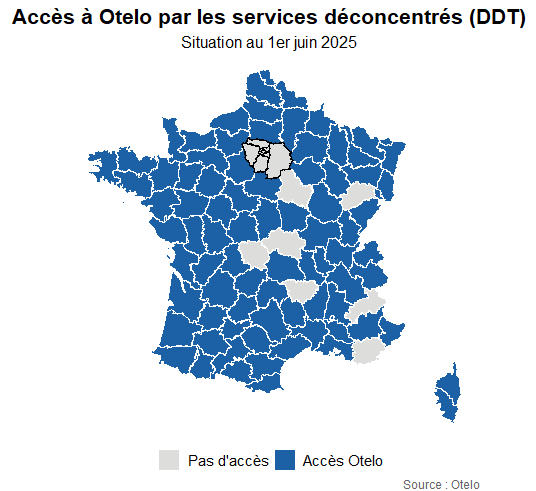 Accès à Otelo par les services déconcentrés (DDT)
Situation au 1er juin 2025
Pas d'accès
Accès Otelo
Source : Otelo